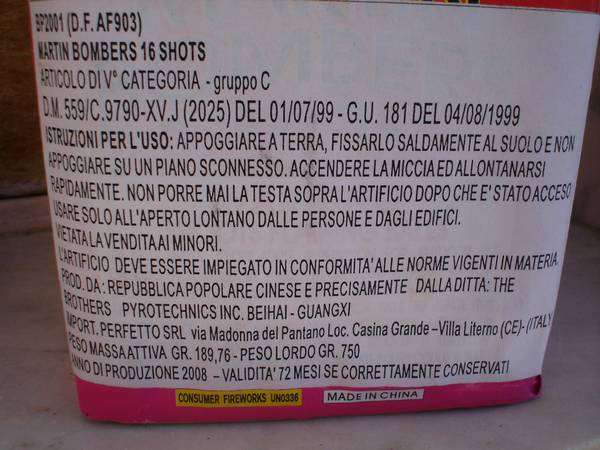 BP2001 (D.F. AF903)
MARTIN BOMBERS 16 SHOTS
ARTICOLO DI V° CATEGORIA - gruppo C
D.M. 559/C.9790-XV.J (2025) DEL 01/07/99 - G.U. 181 DEL 04/08/1999
ISTRUZIONI PER L'USO: APPOGGIARE A TERRA, FISSARLO SALDAMENTE AL SUOLO E NON
APPOGGIARE SU UN PIANO SCONNESSO. ACCENDERE LA MICCIA ED ALLONTANARSI
RAPIDAMENTE. NON PORRE MAI LA TESTA SOPRA L'ARTIFICIO DOPO CHE E' STATO ACCESO
USARE SOLO ALL'APERTO LONTANO DALLE PERSONE E DAGLI EDIFICI.
VIETATA LA VENDITA AI MINORI.
L'ARTIFICIO DEVE ESSERE IMPIEGATO IN CONFORMITA' ALLE NORME VIGENTI IN MATERIA.
PROD. DA: REPUBBLICA POPOLARE CINESE E PRECISAMENTE DALLA DITTA: THE
BROTHERS PYROTECHNICS INC. BEIHAI - GUANGXI
IMPORT. PERFETTO SRL via Madonna del Pantano Loc. Casina Grande –Villa Literno (CE)- (ITALY
PESO MASSA ATTIVA GR. 189,76 - PESO LORDO GR. 750
ANNO DI PRODUZIONE 2008 – VALIDITA' 72 MESI SE CORRETTAMENTE CONSERVATI
CONSUMER FIREWORKS UN0336
MADE IN CHINA